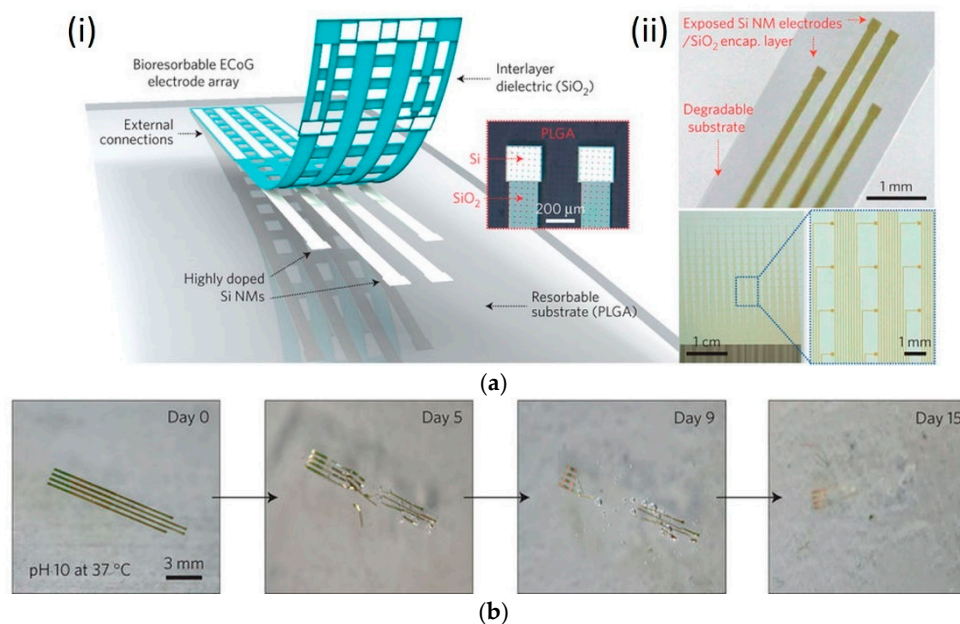 (i)
Bioresorbable ECoG
electrode array
External
connections
Interlayer
dielectric (SiO₂)
PLGA
Si
SiO₂
200 µm
Highly doped
Si NMs
Resorbable
substrate (PLGA)
(ii)
Exposed Si NM electrodes
/SiO₂ encap. layer
Degradable
substrate
1 mm
1 cm
1 mm
(a)
Day 0
pH 10 at 37 °C
3 mm
Day 5
Day 9
Day 15
(b)